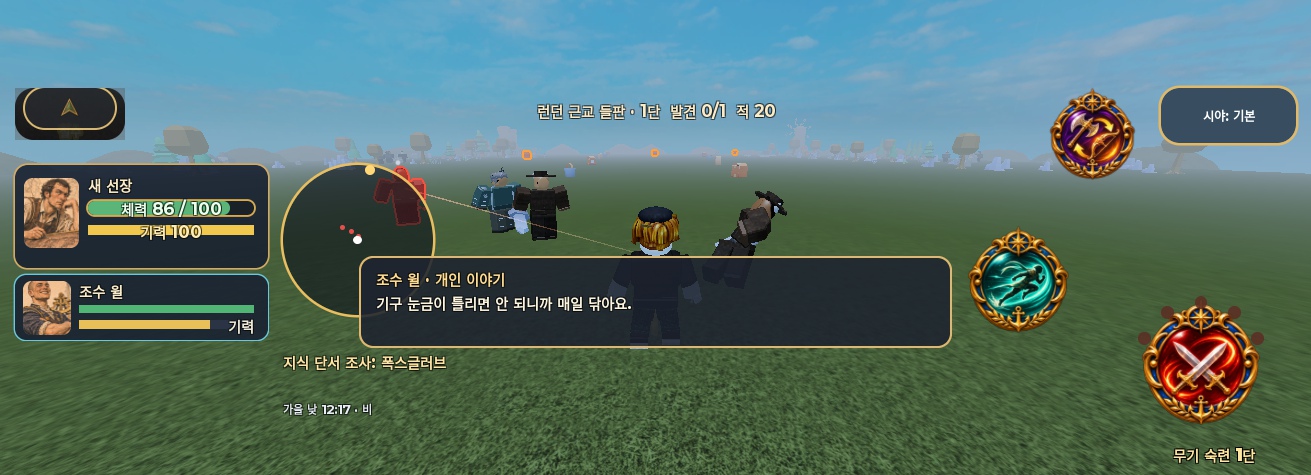 런던 근교 들판 · 1단 발견 0/1 적 20
시야: 기본
새 선장
체력 86 / 100
기력 100
조수 윌
기력
조수 윌 · 개인 이야기
기구 눈금이 틀리면 안 되니까 매일 닦아요.
지식 단서 조사: 폭스글러브
가을 낮 12:17 · 비
무기 숙련 1단